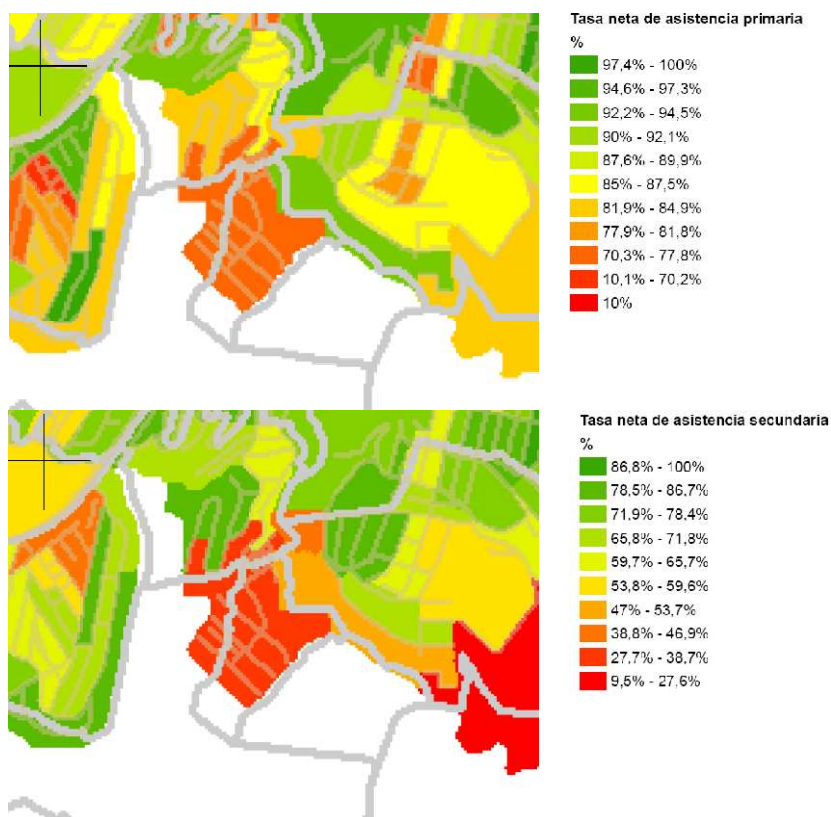 Tasa neta de asistencia primaria
%
97,4% - 100%
94,6% - 97,3%
92,2% - 94,5%
90% - 92,1%
87,6% - 89,9%
85% - 87,5%
81,9% - 84,9%
77,9% - 81,8%
70,3% - 77,8%
10,1% - 70,2%
10%
Tasa neta de asistencia secundaria
%
86,8% - 100%
78,5% - 86,7%
71,9% - 78,4%
65,8% - 71,8%
59,7% - 65,7%
53,8% - 59,6%
47% - 53,7%
38,8% - 46,9%
27,7% - 38,7%
9,5% - 27,6%